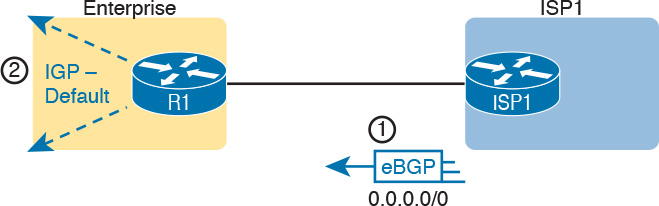 Enterprise
ISP1
2
IGP –
Default
R1
ISP1
1
eBGP
0.0.0.0/0